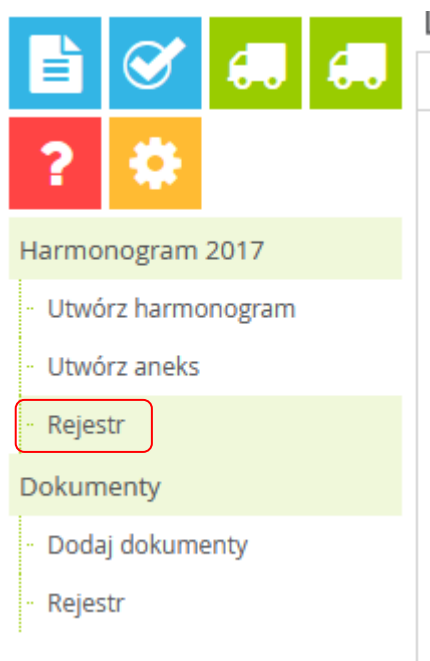 ?
Harmonogram 2017
Utwórz harmonogram
Utwórz aneks
Rejestr
Dokumenty
Dodaj dokumenty
Rejestr